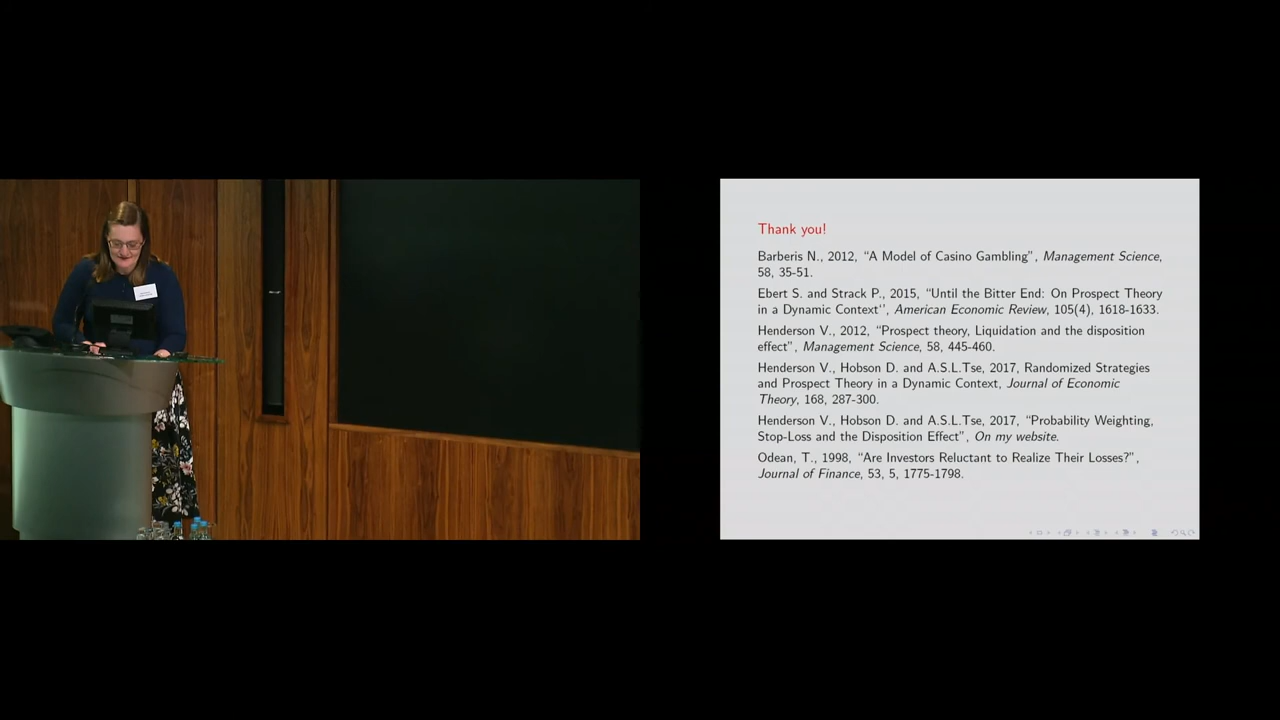 Thank you!
Barberis N., 2012, “A Model of Casino Gambling”, Management Science,
58, 35-51.
Ebert S. and Strack P., 2015, “Until the Bitter End: On Prospect Theory
in a Dynamic Context‘’, American Economic Review, 105(4), 1618-1633.
Henderson V., 2012, “Prospect theory, Liquidation and the disposition
effect”, Management Science, 58, 445-460.
Henderson V., Hobson D. and A.S.L.Tse, 2017, Randomized Strategies
and Prospect Theory in a Dynamic Context, Journal of Economic
Theory, 168, 287-300.
Henderson V., Hobson D. and A.S.L.Tse, 2017, “Probability Weighting,
Stop-Loss and the Disposition Effect”, On my website.
Odean, T., 1998, “Are Investors Reluctant to Realize Their Losses?”,
Journal of Finance, 53, 5, 1775-1798.